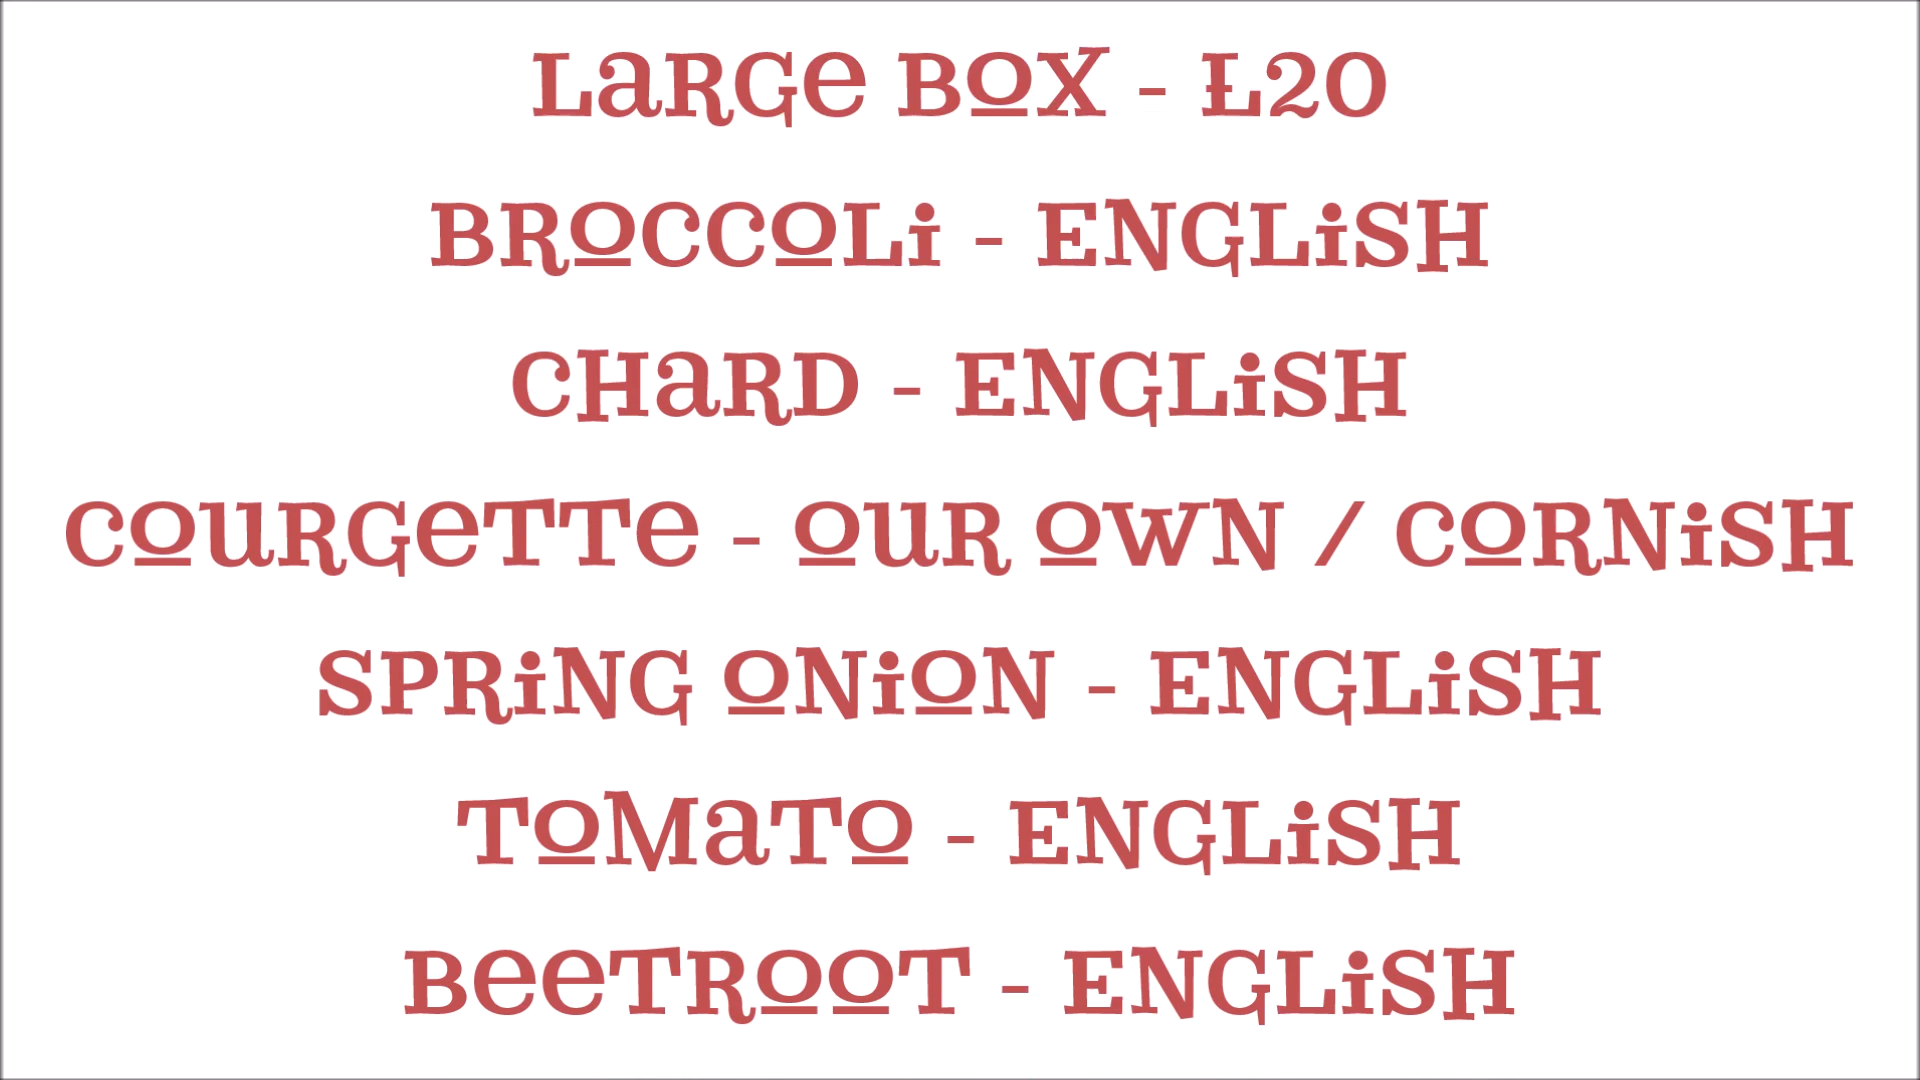 LaRGe BOX - £20
BROCCOLi - ENGLiSH
CHaRD - ENGLiSH
COuRGeTTe - OuR OWN / CORNiSH
SPRiNG ONiON - ENGLiSH
TOMaTO - ENGLiSH
BeeTROOT - ENGLiSH